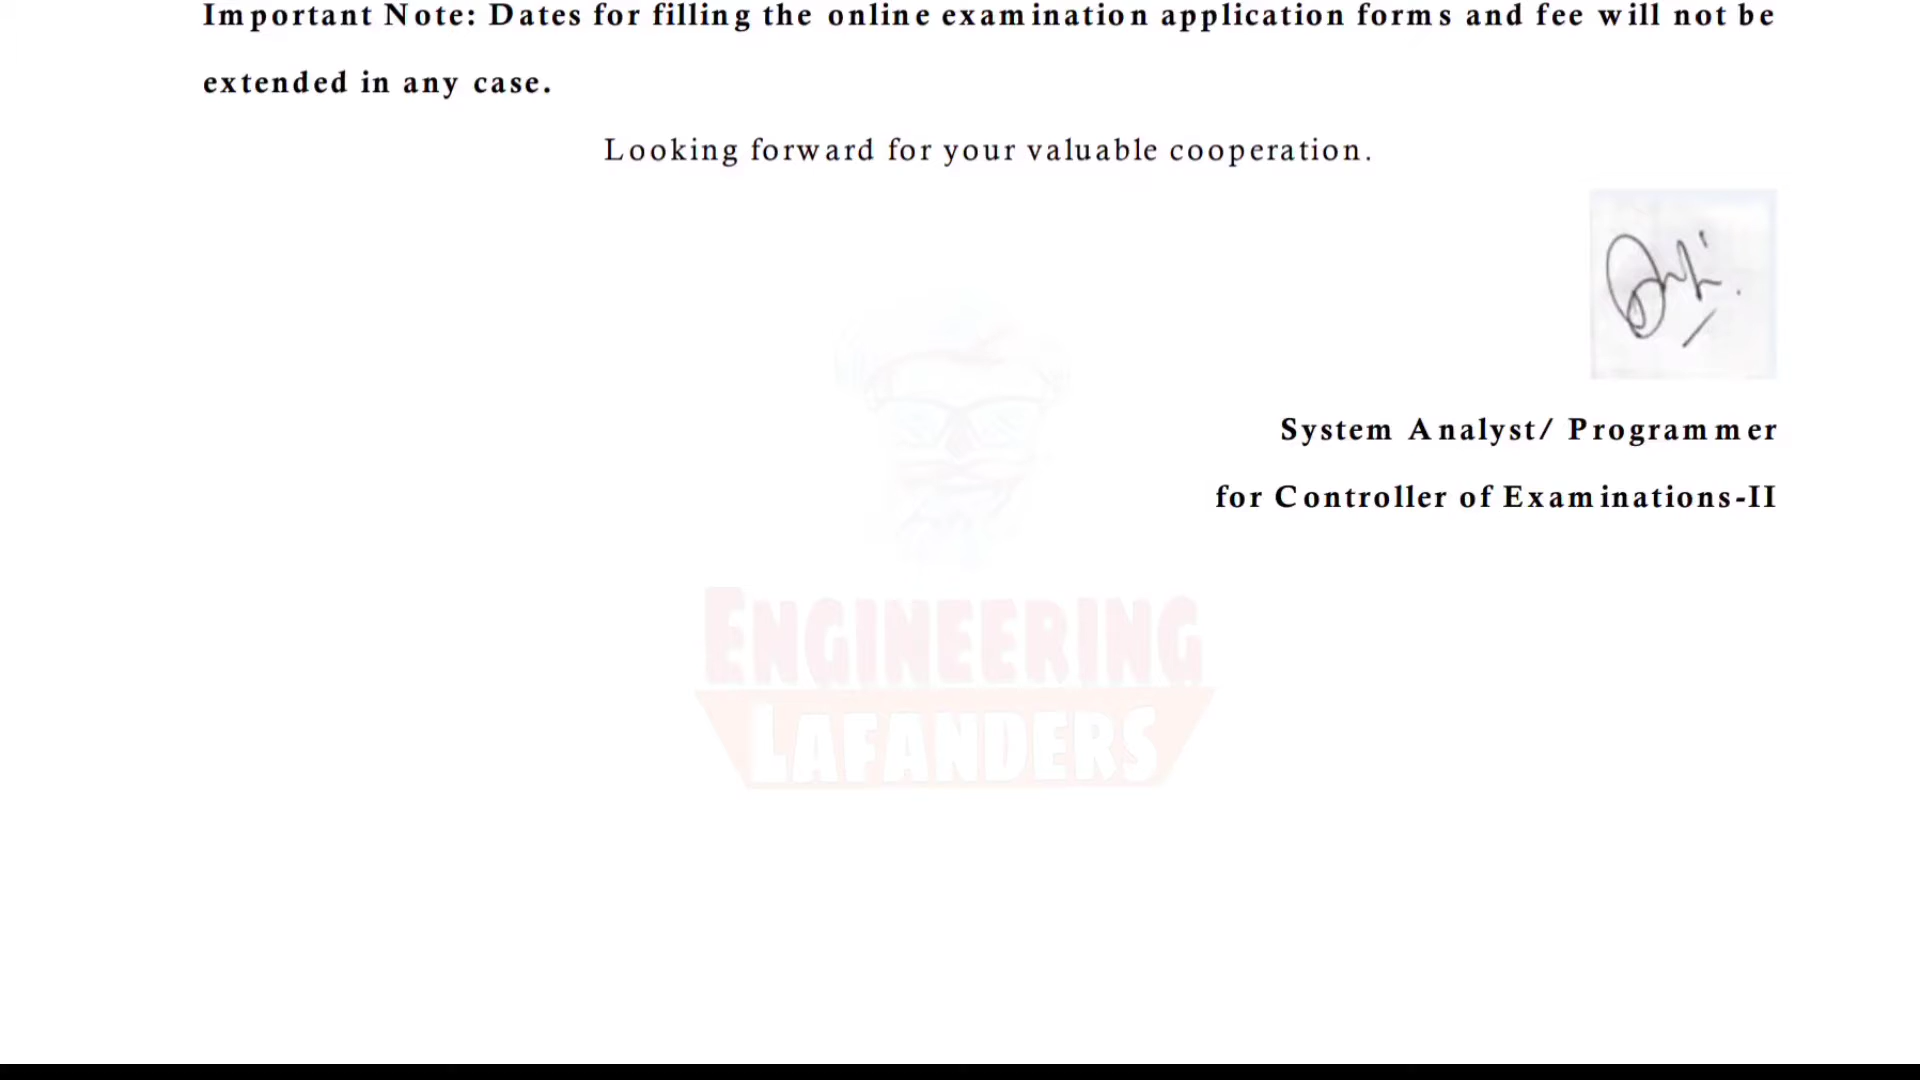 Important Note: Dates for filling the online examination application forms and fee will not be
extended in any case.
Looking forward for your valuable cooperation.
System Analyst/ Programmer
for Controller of Examinations-II
ENGINEERING
LAFANDERS